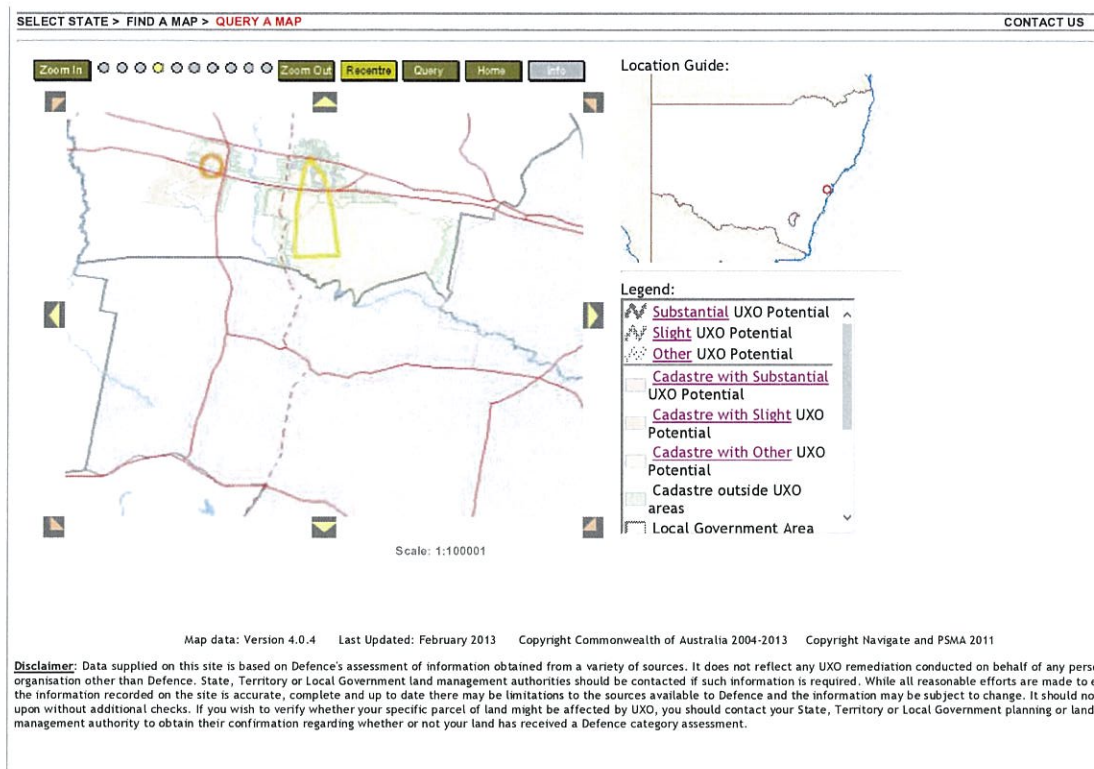 SELECT STATE > FIND A MAP > QUERY A MAP
CONTACT US
Zoom In
Zoom Out
Recentre
Query
Home
Info
Location Guide:
Legend:
Substantial UXO Potential
Slight UXO Potential
Other UXO Potential
Cadastre with Substantial
UXO Potential
Cadastre with Slight UXO
Potential
Cadastre with Other UXO
Potential
Cadastre outside UXO
areas
Local Government Area
Scale: 1:100001
Map data: Version 4.0.4 Last Updated: February 2013 Copyright Commonwealth of Australia 2004-2013 Copyright Navigate and PSMA 2011
Disclaimer: Data supplied on this site is based on Defence's assessment of information obtained from a variety of sources. It does not reflect any UXO remediation conducted on behalf of any pers
organisation other than Defence. State, Territory or Local Government land management authorities should be contacted if such information is required. While all reasonable efforts are made to e
the information recorded on the site is accurate, complete and up to date there may be limitations to the sources available to Defence and the information may be subject to change. It should no
upon without additional checks. If you wish to verify whether your specific parcel of land might be affected by UXO, you should contact your State, Territory or Local Government planning or land
management authority to obtain their confirmation regarding whether or not your land has received a Defence category assessment.